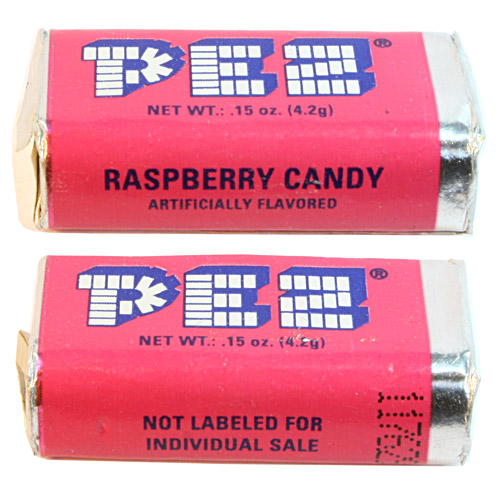 PEZ®
NET WT.: .15 oz. (4.2g)
RASPBERRY CANDY
ARTIFICIALLY FLAVORED
PEZ®
NET WT.: .15 oz. (4.2g)
NOT LABELED FOR
INDIVIDUAL SALE